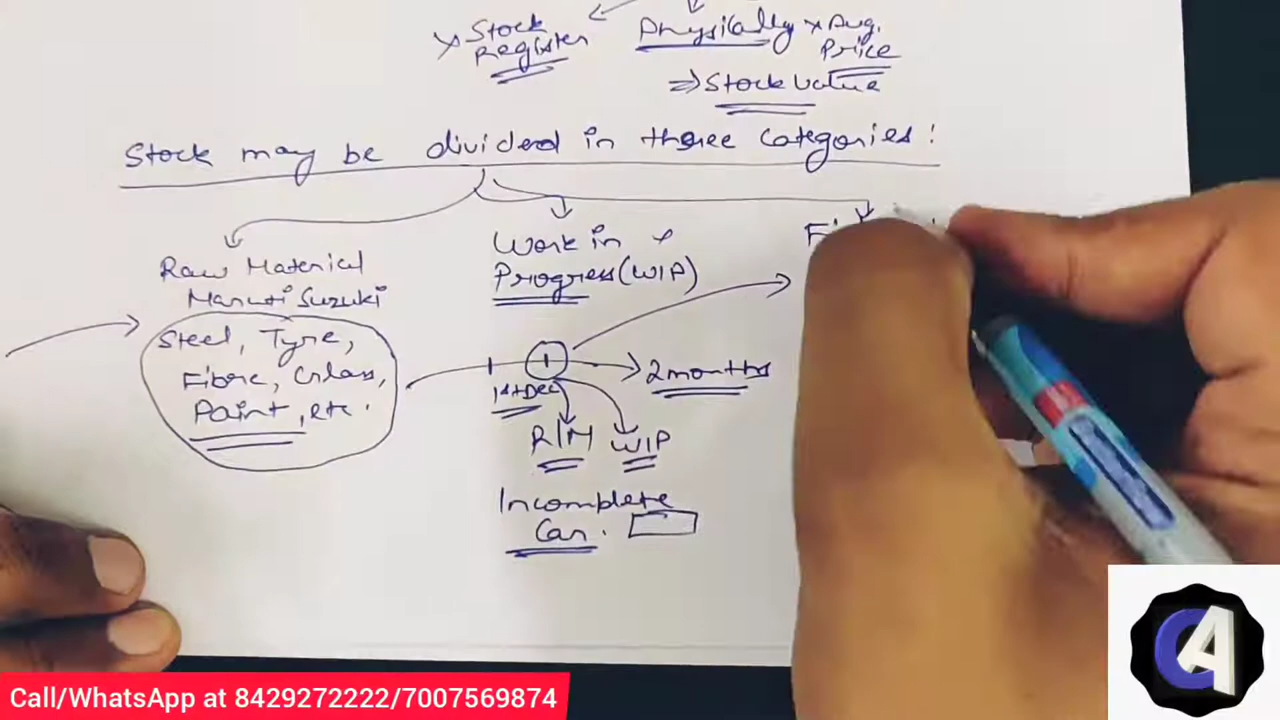 × Stock Physically × Avg.
Register Price
⇒ Stock Value
Stock may be divided in three categories:
Raw Material
Maruti Suzuki
Steel, Tyre,
Fibre, Glass,
Paint, etc.
Work in
Progress (WIP)
1
1st Dec
2 months
R/M WIP
Incomplete
Car.
Call/WhatsApp at 8429272222/7007569874
CA